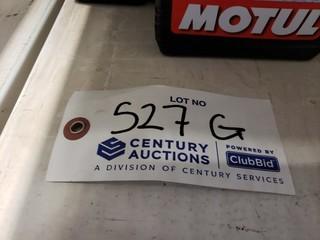 MOTUL
LOT NO
527 G
CENTURY AUCTIONS
POWERED BY
ClubBid
A DIVISION OF CENTURY SERVICES